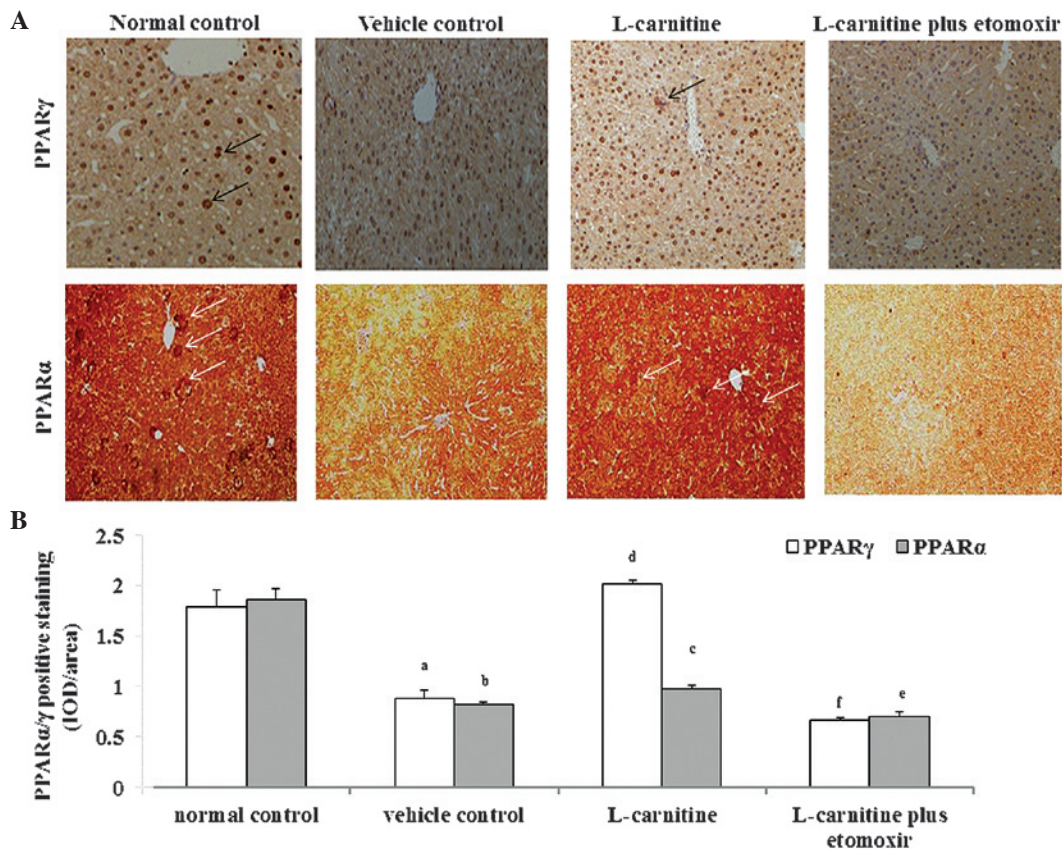 A
Normal control
Vehicle control
L-carnitine
L-carnitine plus etomoxir
PPARγ
PPARα
B
PPARα/γ positive staining
(IOD/area)
2.5
2
1.5
1
0.5
0
PPARγ
PPARα
a
b
d
c
f
e
normal control
vehicle control
L-carnitine
L-carnitine plus
etomoxir